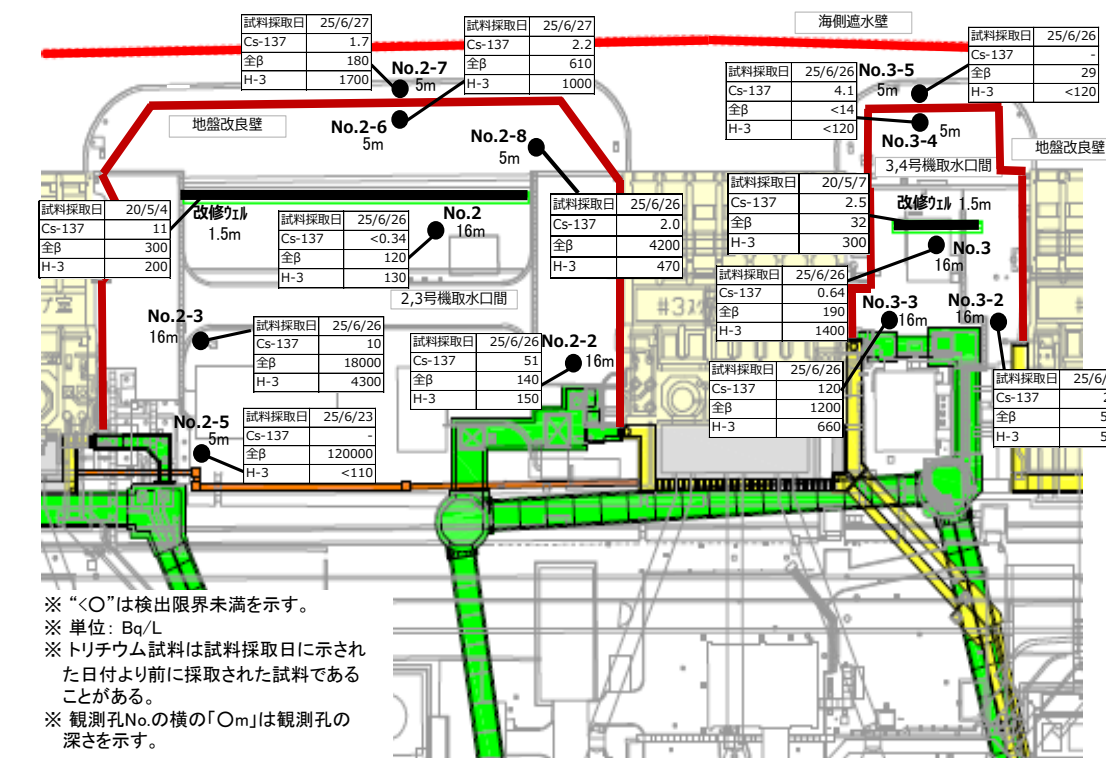 海側遮水壁
試料採取日 25/6/27
Cs-137 1.7
全β 180
H-3 1700
No.2-7
5m
試料採取日 25/6/27
Cs-137 2.2
全β 610
H-3 1000
No.2-6
5m
地盤改良壁
No.2-8
5m
試料採取日 25/6/26
Cs-137 4.1
全β <14
H-3 <120
No.3-5
5m
試料採取日 25/6/26
Cs-137 -
全β 29
H-3 <120
No.3-4
5m
地盤改良壁
3,4号機取水口間
試料採取日 20/5/4
Cs-137 11
全β 300
H-3 200
改修ウェル
1.5m
試料採取日 25/6/26
Cs-137 <0.34
全β 120
H-3 130
No.2
16m
試料採取日 25/6/26
Cs-137 2.0
全β 4200
H-3 470
試料採取日 20/5/7
Cs-137 2.5
全β 32
H-3 300
改修ウェル 1.5m
No.3
16m
2,3号機取水口間
試料採取日 25/6/26
Cs-137 0.64
全β 190
H-3 1400
No.2-3
16m
試料採取日 25/6/26
Cs-137 10
全β 18000
H-3 4300
試料採取日 25/6/26
Cs-137 51
全β 140
H-3 150
No.2-2
16m
No.3-3
16m
No.3-2
16m
試料採取日 25/6/26
Cs-137 120
全β 1200
H-3 660
試料採取日 25/6/
Cs-137
全β 5
H-3 5
No.2-5
5m
試料採取日 25/6/23
Cs-137 -
全β 120000
H-3 <110
※ “<〇”は検出限界未満を示す。
※ 単位: Bq/L
※ トリチウム試料は試料採取日に示され
た日付より前に採取された試料である
ことがある。
※ 観測孔No.の横の「〇m」は観測孔の
深さを示す。